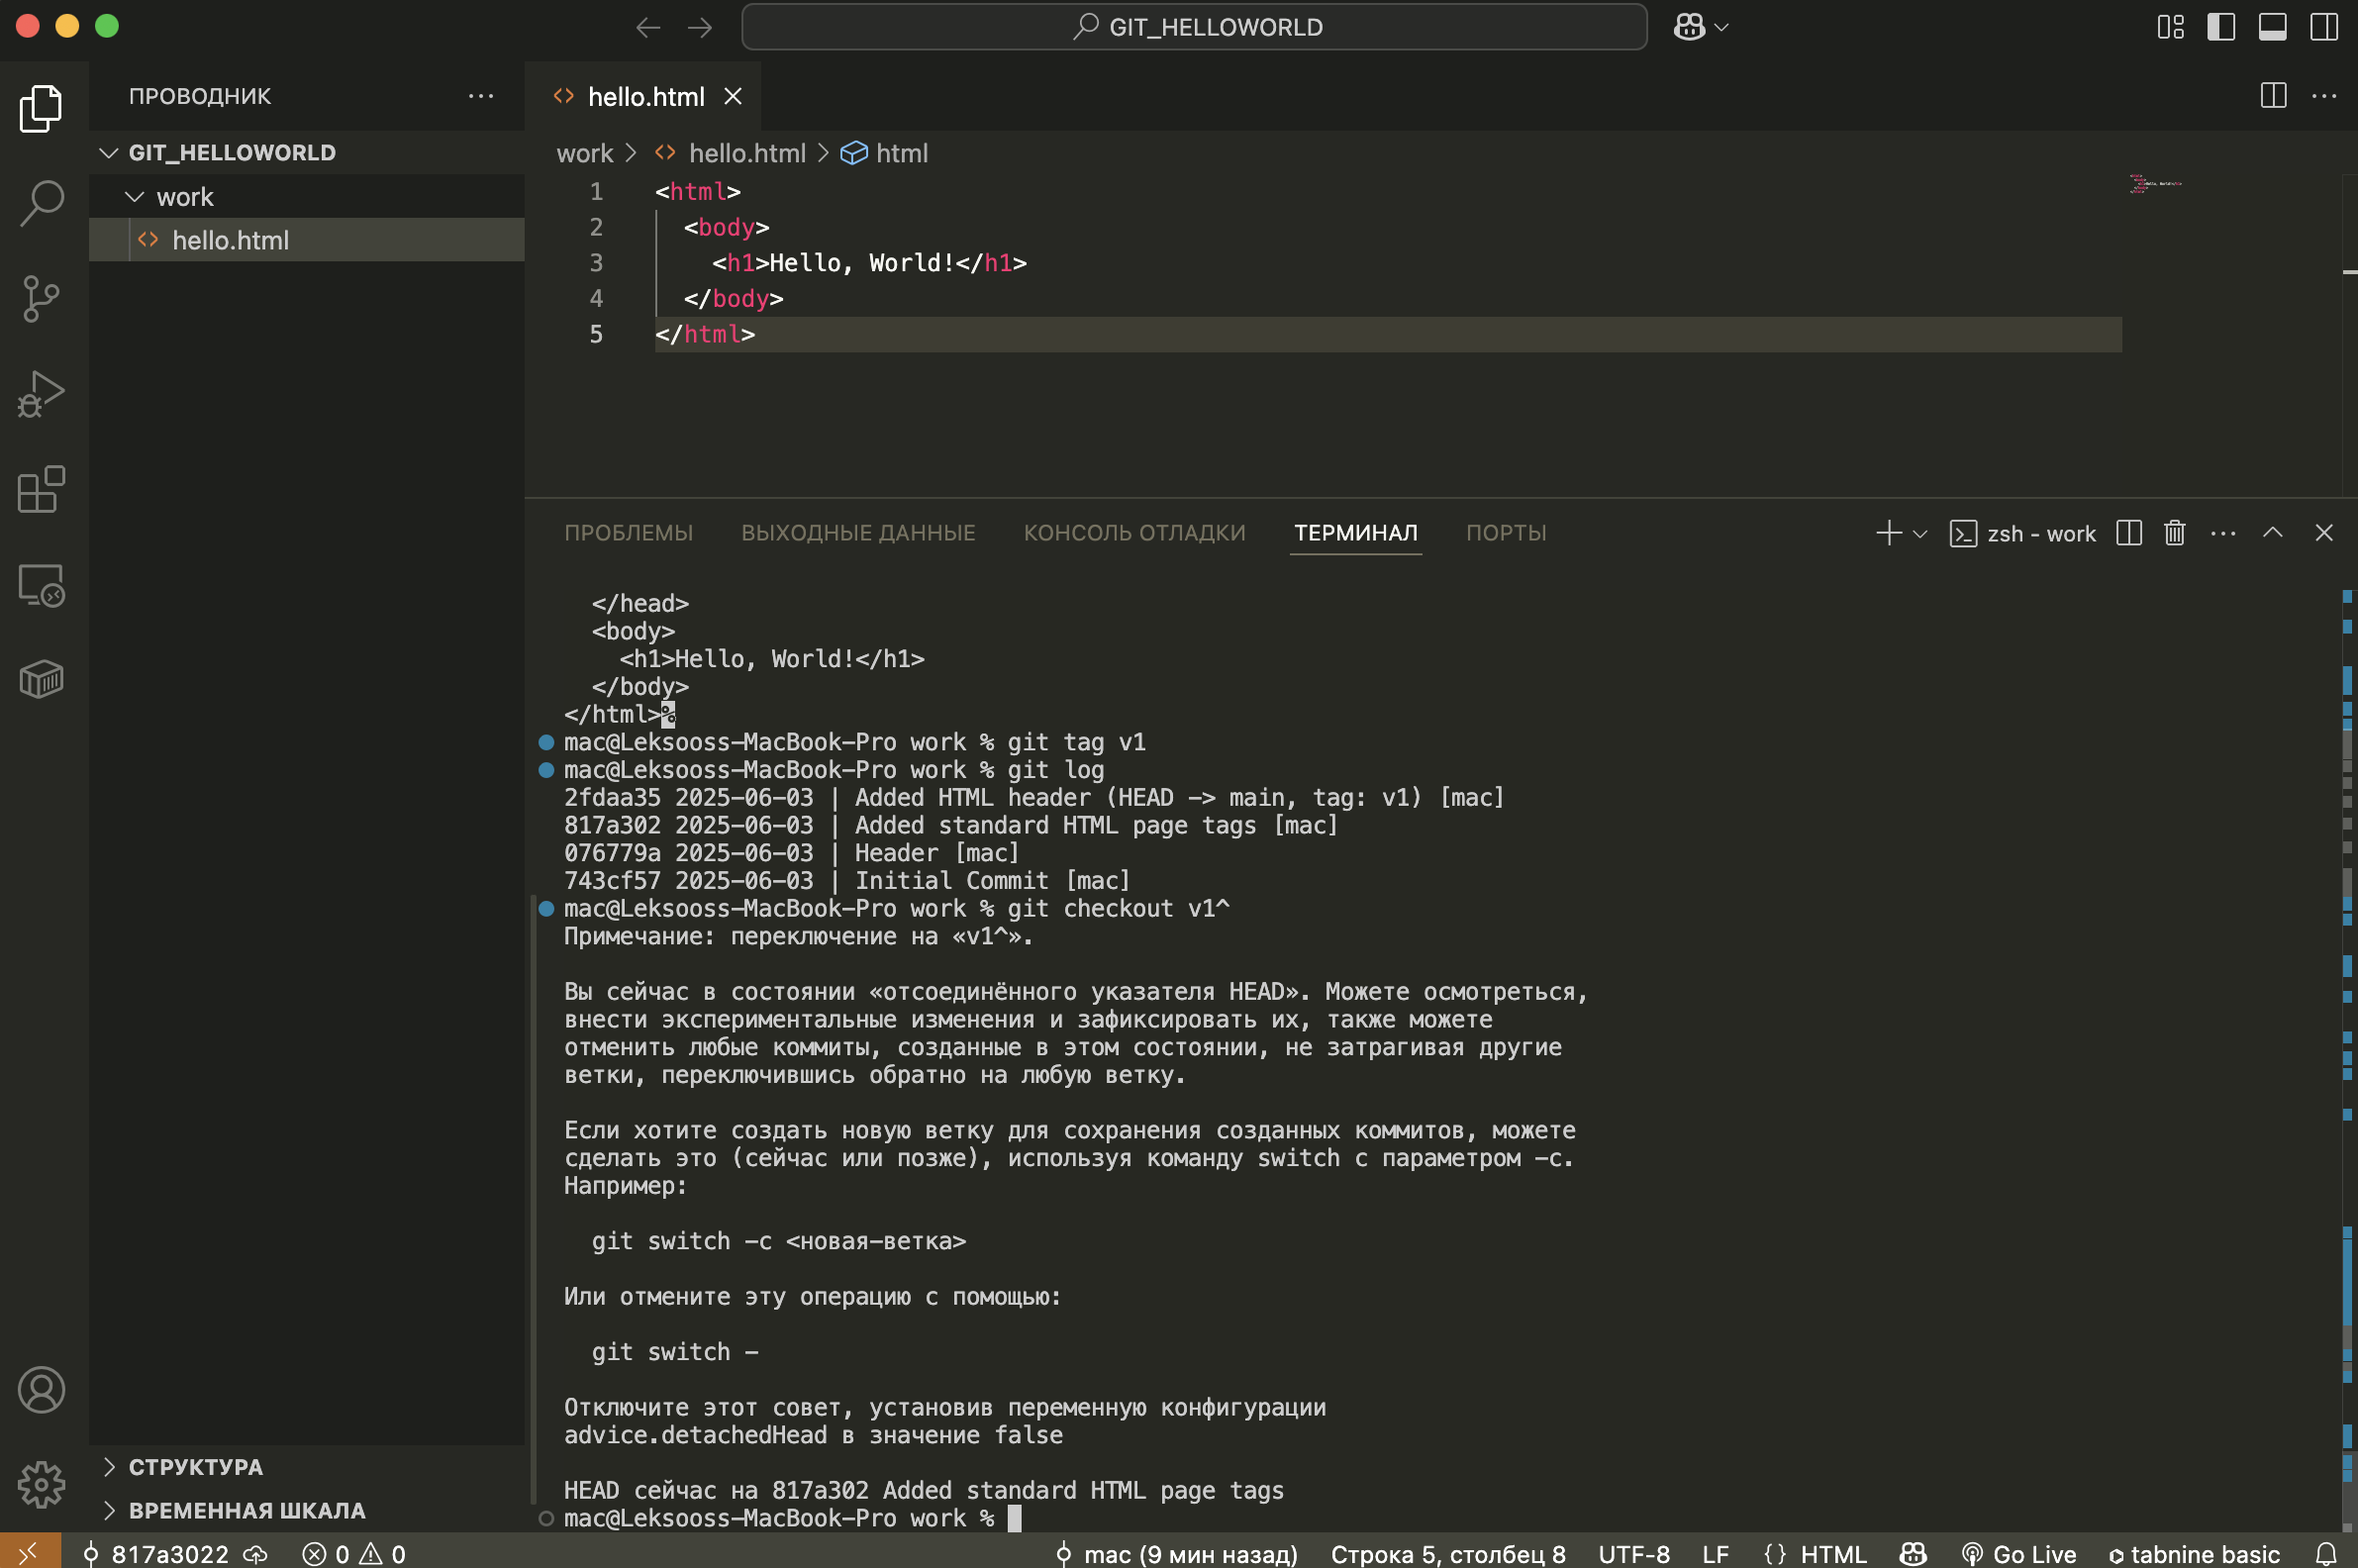 GIT_HELLOWORLD
ПРОВОДНИК
GIT_HELLOWORLD
work
hello.html
СТРУКТУРА
ВРЕМЕННАЯ ШКАЛА
hello.html
work > hello.html > html
1 <html>
2   <body>
3     <h1>Hello, World!</h1>
4   </body>
5 </html>
ПРОБЛЕМЫ ВЫХОДНЫЕ ДАННЫЕ КОНСОЛЬ ОТЛАДКИ ТЕРМИНАЛ ПОРТЫ zsh - work
  </head>
  <body>
    <h1>Hello, World!</h1>
  </body>
</html>%
mac@Leksooss-MacBook-Pro work % git tag v1
mac@Leksooss-MacBook-Pro work % git log
2fdaa35 2025-06-03 | Added HTML header (HEAD -> main, tag: v1) [mac]
817a302 2025-06-03 | Added standard HTML page tags [mac]
076779a 2025-06-03 | Header [mac]
743cf57 2025-06-03 | Initial Commit [mac]
mac@Leksooss-MacBook-Pro work % git checkout v1^
Примечание: переключение на «v1^».
Вы сейчас в состоянии «отсоединённого указателя HEAD». Можете осмотреться,
внести экспериментальные изменения и зафиксировать их, также можете
отменить любые коммиты, созданные в этом состоянии, не затрагивая другие
ветки, переключившись обратно на любую ветку.
Если хотите создать новую ветку для сохранения созданных коммитов, можете
сделать это (сейчас или позже), используя команду switch с параметром -c.
Например:
  git switch -c <новая-ветка>
Или отмените эту операцию с помощью:
  git switch -
Отключите этот совет, установив переменную конфигурации
advice.detachedHead в значение false
HEAD сейчас на 817a302 Added standard HTML page tags
mac@Leksooss-MacBook-Pro work %
817a3022 0 0 mac (9 мин назад) Строка 5, столбец 8 UTF-8 LF {} HTML Go Live tabnine basic